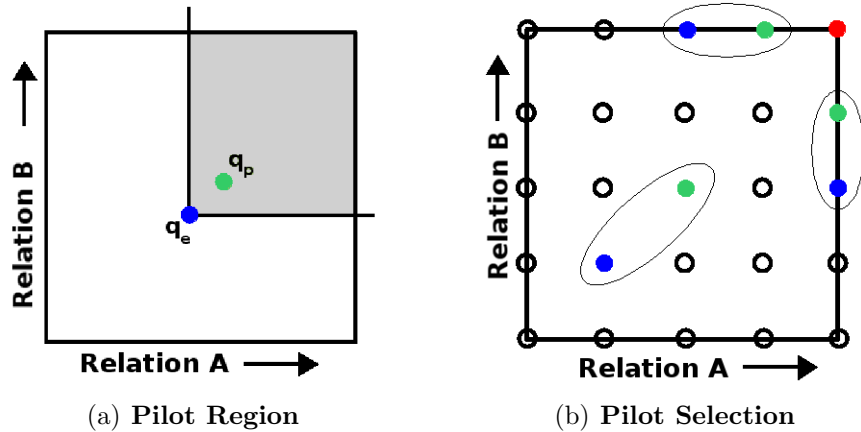 Relation B
q_p
q_e
Relation A
(a) Pilot Region
Relation B
Relation A
(b) Pilot Selection